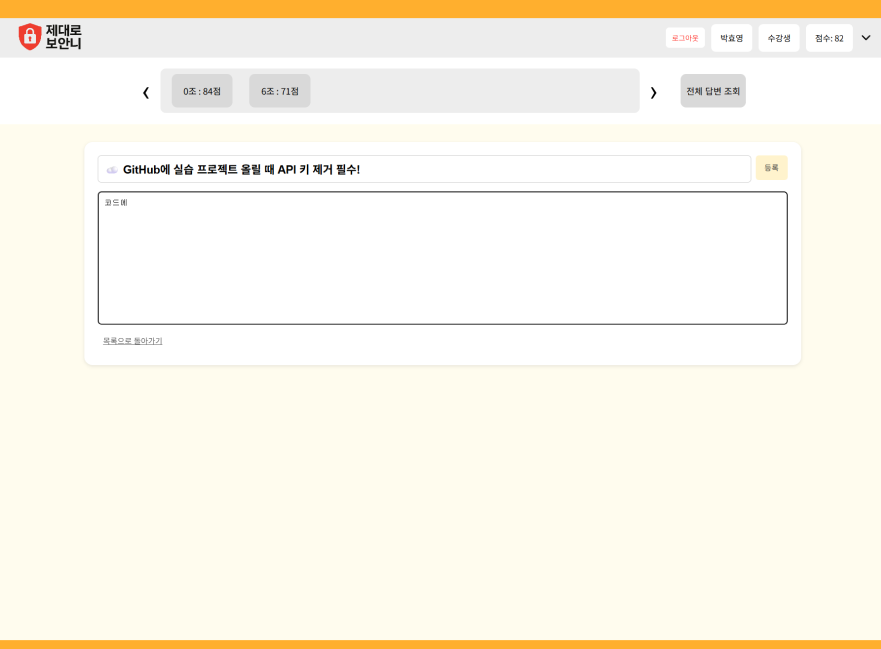 제대로
보안니
로그아웃
박효영
수강생
점수: 82
0조 : 84점
6조 : 71점
전체 답변 조회
GitHub에 실습 프로젝트 올릴 때 API 키 제거 필수!
등록
코드에
목록으로 돌아가기